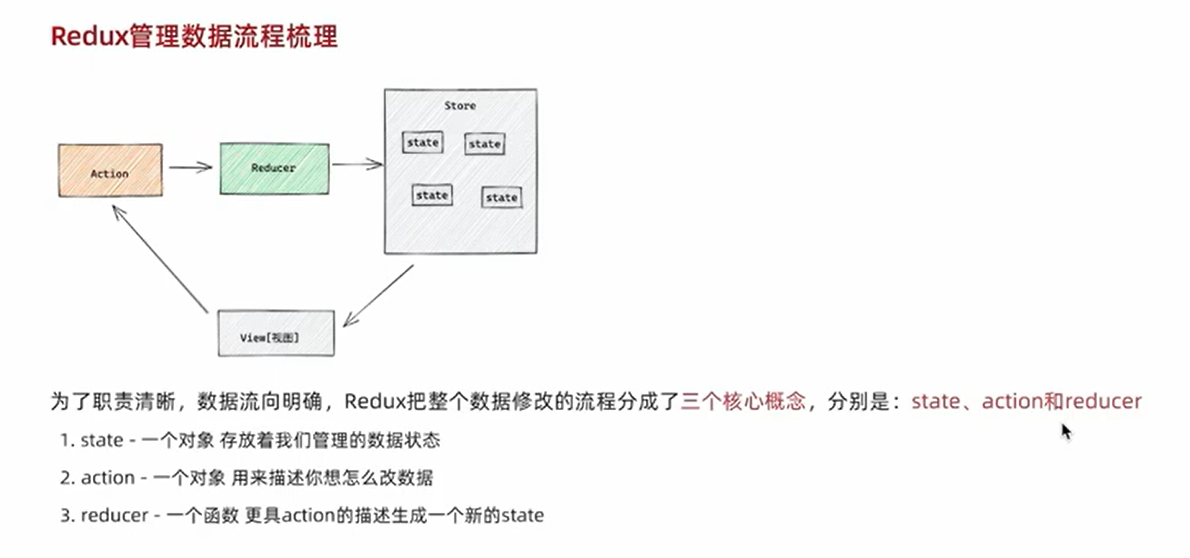 Redux管理数据流程梳理
Store
state state
Action
Reducer
state state
View[视图]
为了职责清晰，数据流向明确，Redux把整个数据修改的流程分成了三个核心概念，分别是：state、action和reducer
1. state - 一个对象 存放着我们管理的数据状态
2. action - 一个对象 用来描述你想怎么改数据
3. reducer - 一个函数 更具action的描述生成一个新的state